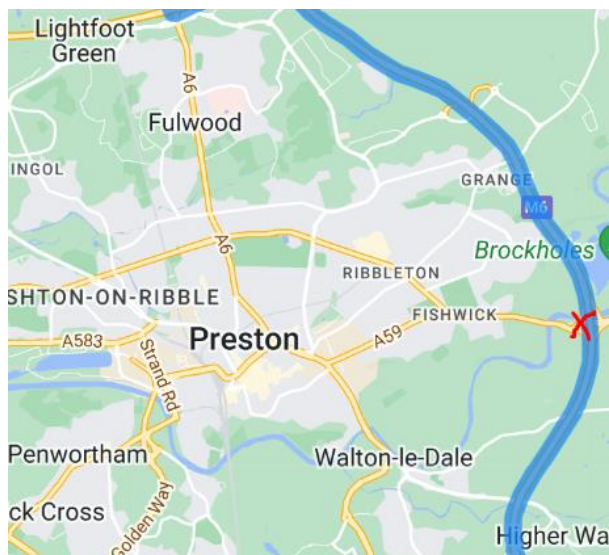 Lightfoot
Green
A6
Fulwood
INGOL
GRANGE
M6
A6
Brockholes
RIBBLETON
SHTON-ON-RIBBLE
FISHWICK
A583
Preston
A59
Strand Rd
Penwortham
Walton-le-Dale
ck Cross
Golden Way
Higher Wa